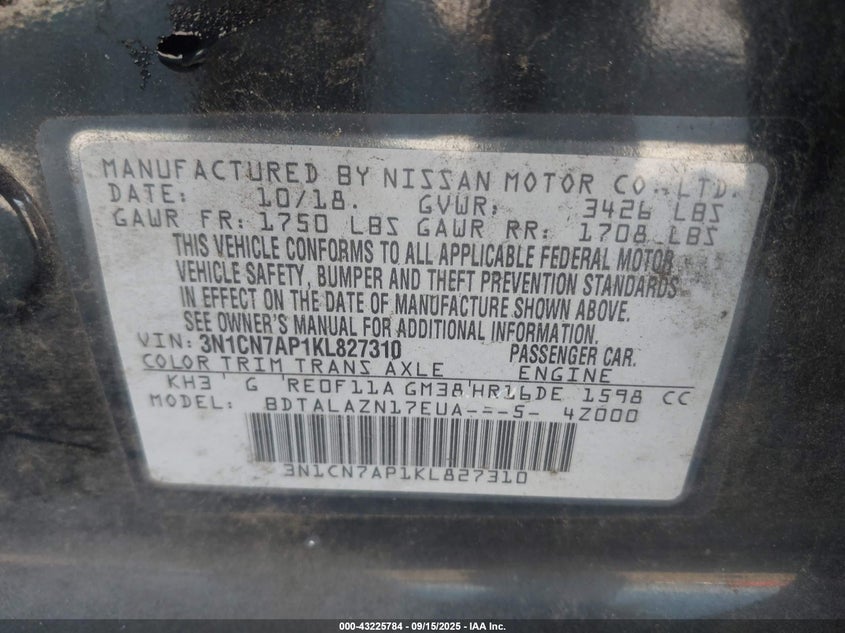 MANUFACTURED BY NISSAN MOTOR CO., LTD.
DATE: 10/18. GVWR: 3426 LBS
GAWR FR: 1750 LBS GAWR RR: 1708 LBS
THIS VEHICLE CONFORMS TO ALL APPLICABLE FEDERAL MOTOR
VEHICLE SAFETY, BUMPER AND THEFT PREVENTION STANDARDS
IN EFFECT ON THE DATE OF MANUFACTURE SHOWN ABOVE.
SEE OWNER'S MANUAL FOR ADDITIONAL INFORMATION.
VIN: 3N1CN7AP1KL827310 PASSENGER CAR.
COLOR TRIM TRANS AXLE ENGINE
KH3 G RE0F11A GM38 HR16DE 1598 CC
MODEL: BDTALAZN17EUA---S- 4Z000
3N1CN7AP1KL827310
000-43225784 - 09/15/2025 - IAA Inc.